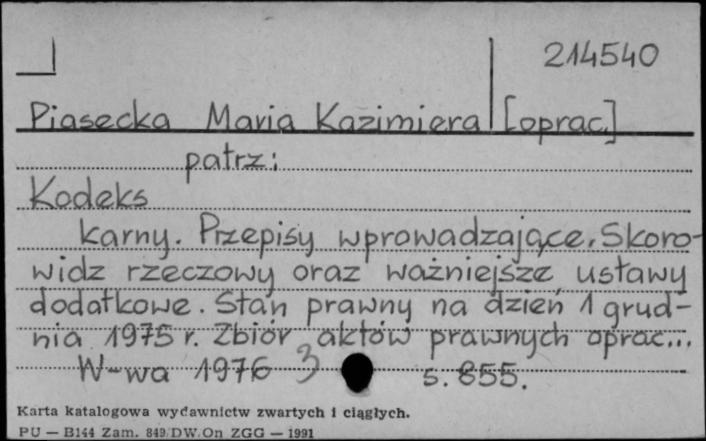 214540
Piasecka Maria Kazimiera [oprac.]
patrz:
Kodeks
karny. Przepisy wprowadzające. Skoro-
widz rzeczowy oraz ważniejsze ustawy
dodatkowe. Stan prawny na dzień 1 grud-
nia 1975 r. Zbiór aktów prawnych oprac...
W-wa 1976 3 s. 855.
Karta katalogowa wydawnictw zwartych i ciągłych.
PU — B144 Zam. 849/DW.On ZGG — 1991